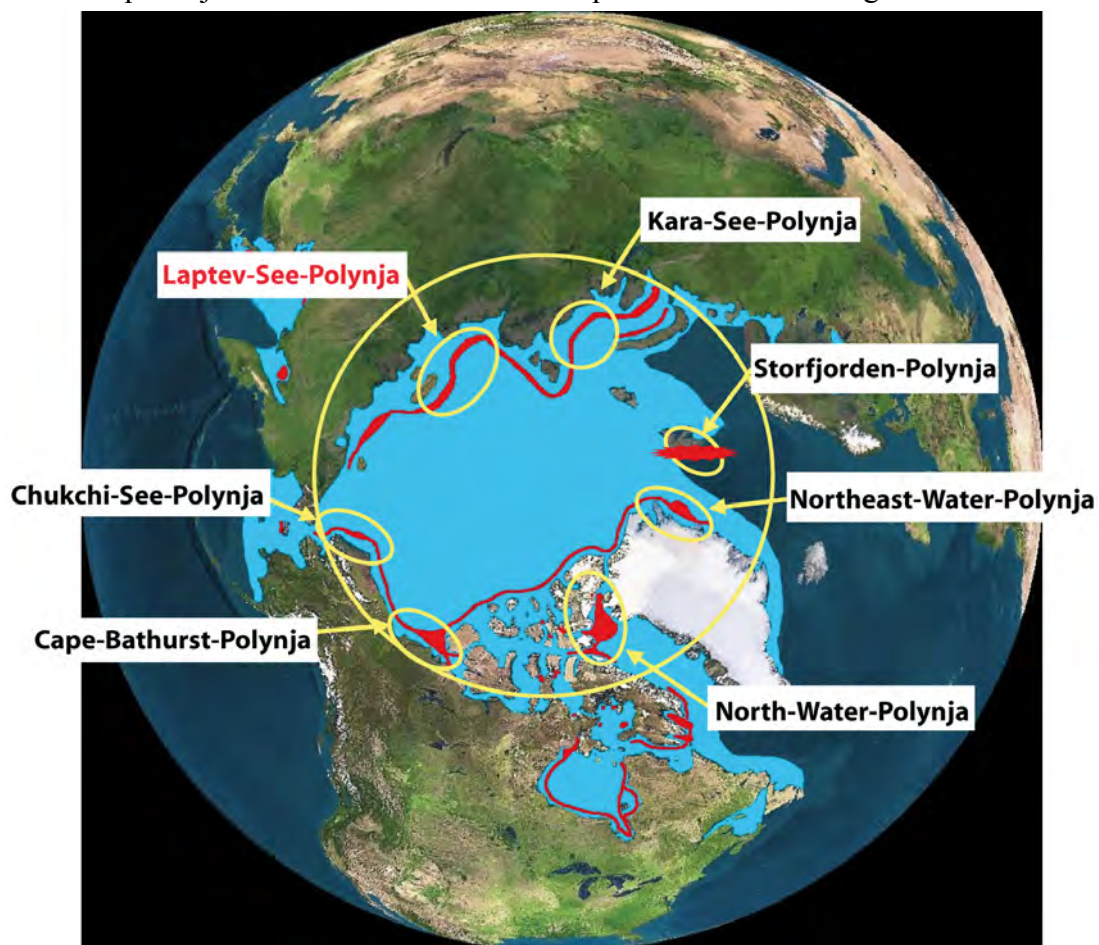 Kara-See-Polynja
Laptev-See-Polynja
Storfjorden-Polynja
Chukchi-See-Polynja
Northeast-Water-Polynja
Cape-Bathurst-Polynja
North-Water-Polynja